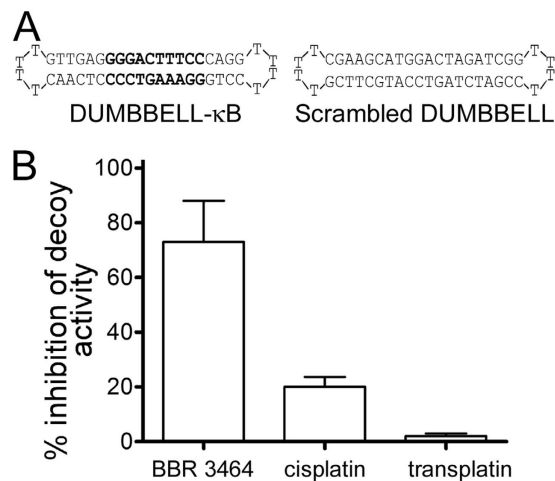 A
T GTTGAGGGGACTTTCCCAGG T
T T
T T
T CAACTCCCCTGAAAGGGTCC T
DUMBBELL-κB
T CGAAGCATGGACTAGATCGG T
T T
T T
T GCTTCGTACCTGATCTAGCC T
Scrambled DUMBBELL
B
% inhibition of decoy
activity
100
80
60
40
20
0
BBR 3464 cisplatin transplatin